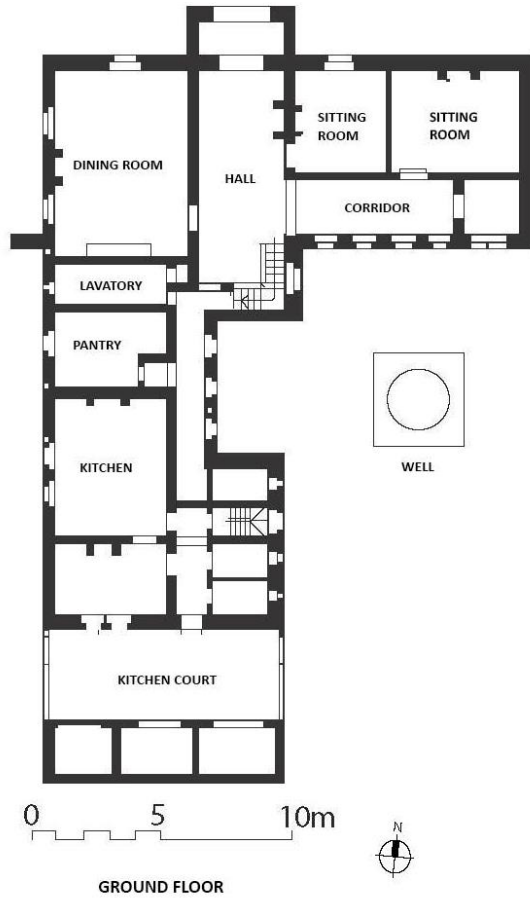 DINING ROOM
HALL
SITTING
ROOM
SITTING
ROOM
CORRIDOR
LAVATORY
PANTRY
KITCHEN
WELL
KITCHEN COURT
0 5 10m
N
GROUND FLOOR